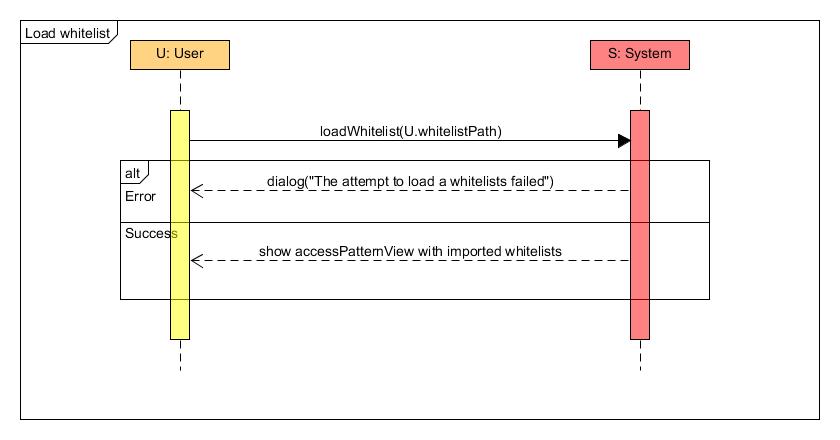 Load whitelist
U: User
S: System
loadWhitelist(U.whitelistPath)
alt
dialog("The attempt to load a whitelists failed")
Error
Success
show accessPatternView with imported whitelists